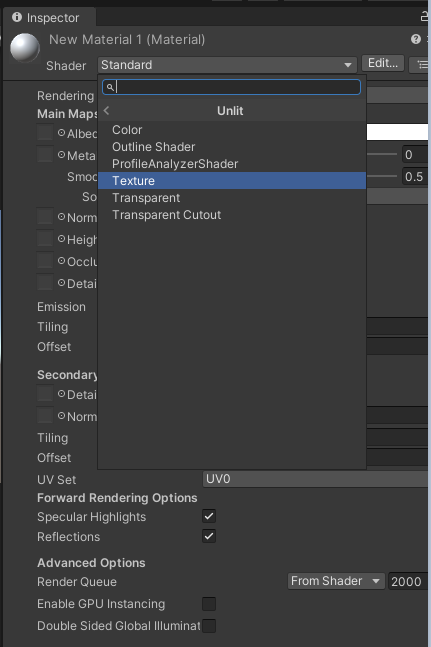 Inspector
New Material 1 (Material)
Shader Standard Edit...
Unlit
Color
Outline Shader
ProfileAnalyzerShader
Texture
Transparent
Transparent Cutout
Rendering
Main Maps
Albed
Meta 0
Smoo 0.5
So
Norm
Heigh
Occlu
Detai
Emission
Tiling
Offset
Secondary
Detai
Norm
Tiling
Offset
UV Set UV0
Forward Rendering Options
Specular Highlights
Reflections
Advanced Options
Render Queue From Shader 2000
Enable GPU Instancing
Double Sided Global Illuminat